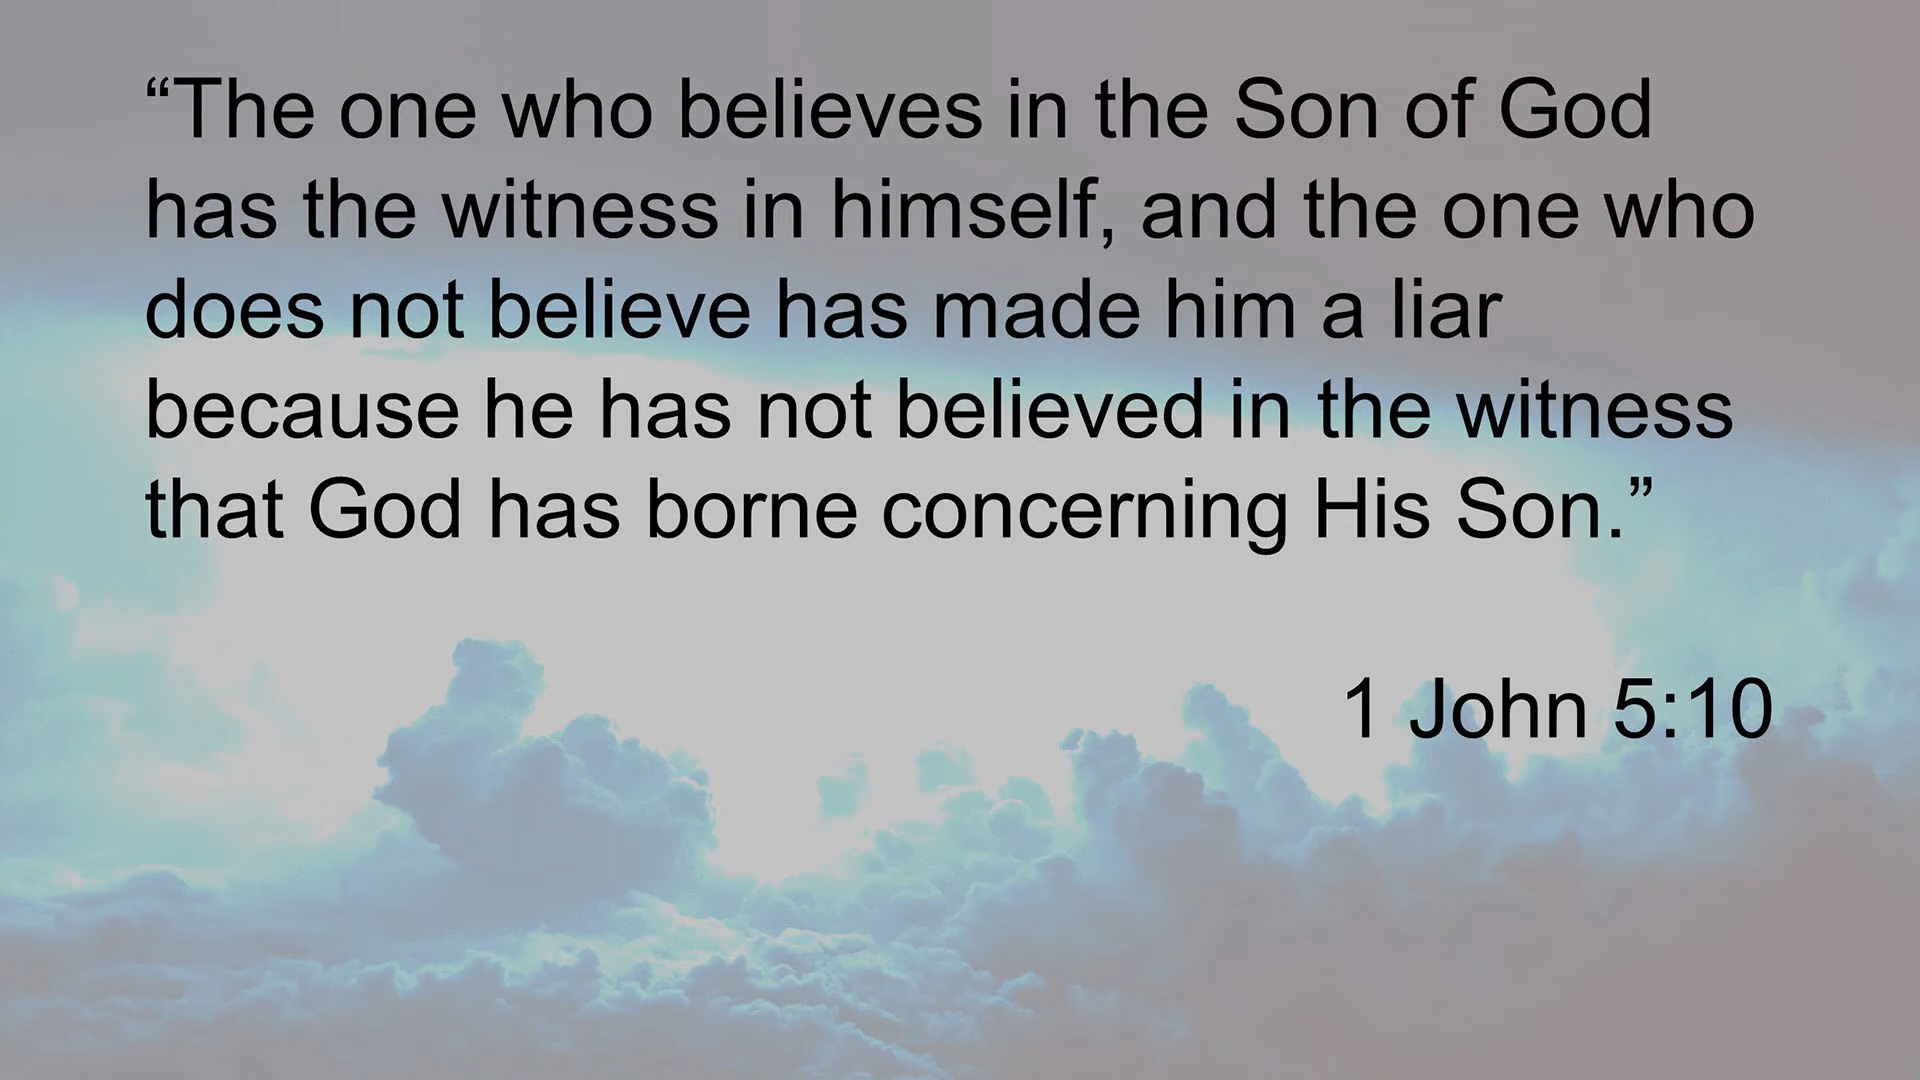 “The one who believes in the Son of God
has the witness in himself, and the one who
does not believe has made him a liar
because he has not believed in the witness
that God has borne concerning His Son.”
1 John 5:10